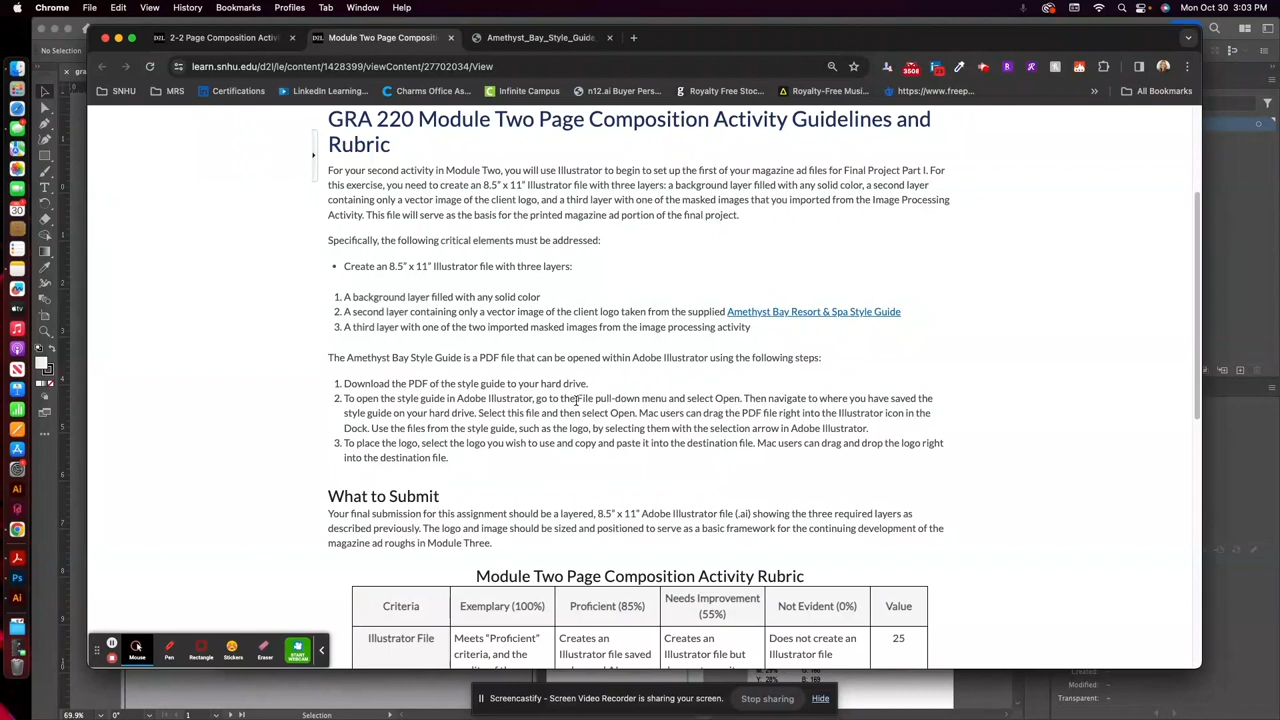 Chrome File Edit View History Bookmarks Profiles Tab Window Help Mon Oct 30 3:03 PM
No Selection
2-2 Page Composition Activi
Module Two Page Compositi
Amethyst_Bay_Style_Guide_
learn.snhu.edu/d2l/le/content/1428399/viewContent/27702034/View
3508
SNHU MRS Certifications LinkedIn Learning... Charms Office As... Infinite Campus n12.ai Buyer Pers... Royalty Free Stoc... Royalty-Free Musi... https://www.freep... All Bookmarks
GRA 220 Module Two Page Composition Activity Guidelines and
Rubric
For your second activity in Module Two, you will use Illustrator to begin to set up the first of your magazine ad files for Final Project Part I. For
this exercise, you need to create an 8.5” x 11” Illustrator file with three layers: a background layer filled with any solid color, a second layer
containing only a vector image of the client logo, and a third layer with one of the masked images that you imported from the Image Processing
Activity. This file will serve as the basis for the printed magazine ad portion of the final project.
Specifically, the following critical elements must be addressed:
• Create an 8.5” x 11” Illustrator file with three layers:
1. A background layer filled with any solid color
2. A second layer containing only a vector image of the client logo taken from the supplied Amethyst Bay Resort & Spa Style Guide
3. A third layer with one of the two imported masked images from the image processing activity
The Amethyst Bay Style Guide is a PDF file that can be opened within Adobe Illustrator using the following steps:
1. Download the PDF of the style guide to your hard drive.
2. To open the style guide in Adobe Illustrator, go to the File pull-down menu and select Open. Then navigate to where you have saved the
style guide on your hard drive. Select this file and then select Open. Mac users can drag the PDF file right into the Illustrator icon in the
Dock. Use the files from the style guide, such as the logo, by selecting them with the selection arrow in Adobe Illustrator.
3. To place the logo, select the logo you wish to use and copy and paste it into the destination file. Mac users can drag and drop the logo right
into the destination file.
What to Submit
Your final submission for this assignment should be a layered, 8.5” x 11” Adobe Illustrator file (.ai) showing the three required layers as
described previously. The logo and image should be sized and positioned to serve as a basic framework for the continuing development of the
magazine ad roughs in Module Three.
Module Two Page Composition Activity Rubric
Criteria Exemplary (100%) Proficient (85%) Needs Improvement (55%) Not Evident (0%) Value
Illustrator File Meets “Proficient” Creates an Creates an Does not create an 25
criteria, and the Illustrator file saved Illustrator file but Illustrator file
Mouse Pen Rectangle Stickers Eraser START WEBCAM
Screencastify - Screen Video Recorder is sharing your screen. Stop sharing Hide
Created:
Modified: --
Transparency: --
69.9% 0° 1 Selection